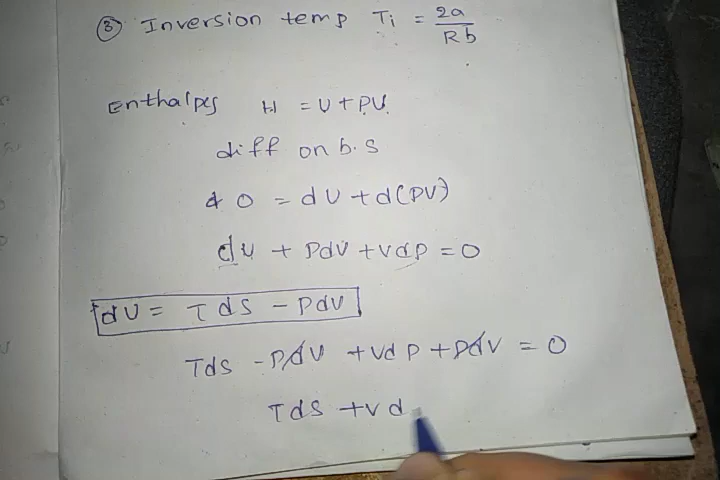 ③ Inversion temp Ti = 2a/Rb
Enthalpy H = U + PV.
diff on b.s
0 = dU + d(PV)
dU + Pdv + vdp = 0
dU = Tds - Pdv
Tds - Pdv + vdp + Pdv = 0
Tds + vd